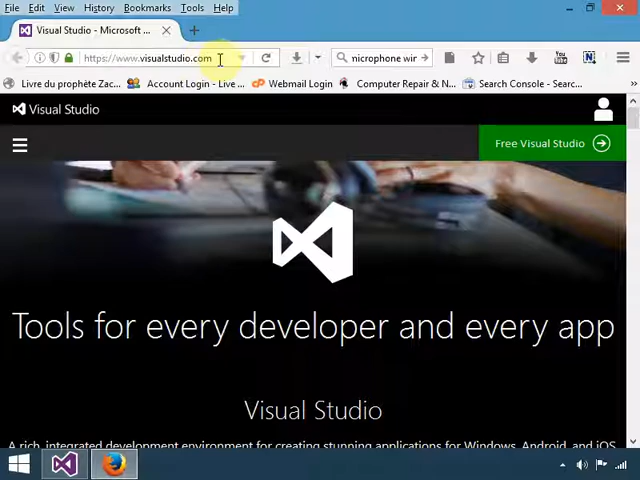 File Edit View History Bookmarks Tools Help
Visual Studio - Microsoft ...
https://www.visualstudio.com
microphone wir
You
Tube
N
Livre du prophète Zac... Account Login - Live ... Webmail Login Computer Repair & N... Search Console - Searc...
Visual Studio
Free Visual Studio
Tools for every developer and every app
Visual Studio
A rich, integrated development environment for creating stunning applications for Windows, Android, and iOS,